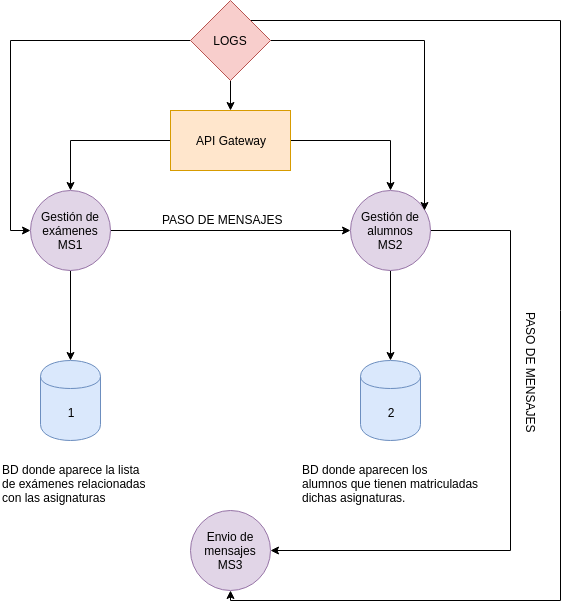 LOGS
API Gateway
Gestión de
exámenes
MS1
PASO DE MENSAJES
Gestión de
alumnos
MS2
PASO DE MENSAJES
1
2
BD donde aparece la lista
de exámenes relacionadas
con las asignaturas
BD donde aparecen los
alumnos que tienen matriculadas
dichas asignaturas.
Envio de
mensajes
MS3